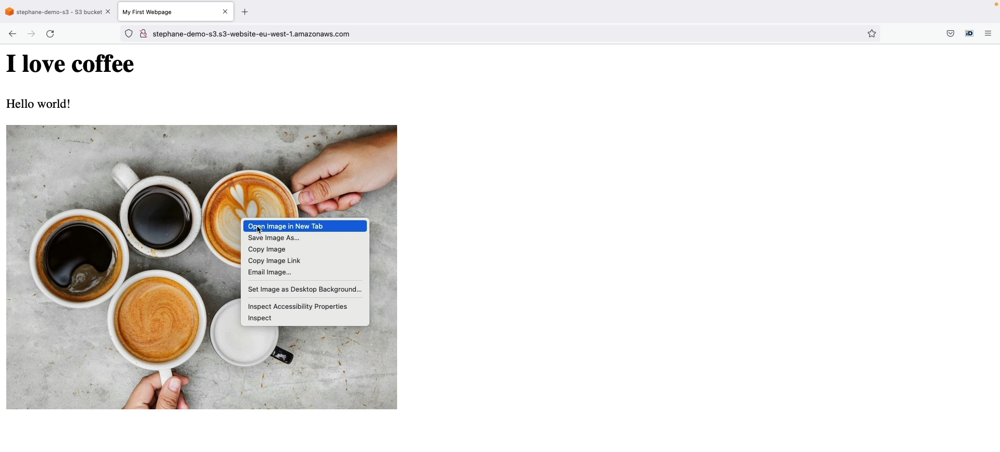 stephane-demo-s3 - S3 bucket
My First Webpage
stephane-demo-s3.s3-website-eu-west-1.amazonaws.com
iD
I love coffee
Hello world!
Open Image in New Tab
Save Image As...
Copy Image
Copy Image Link
Email Image...
Set Image as Desktop Background...
Inspect Accessibility Properties
Inspect